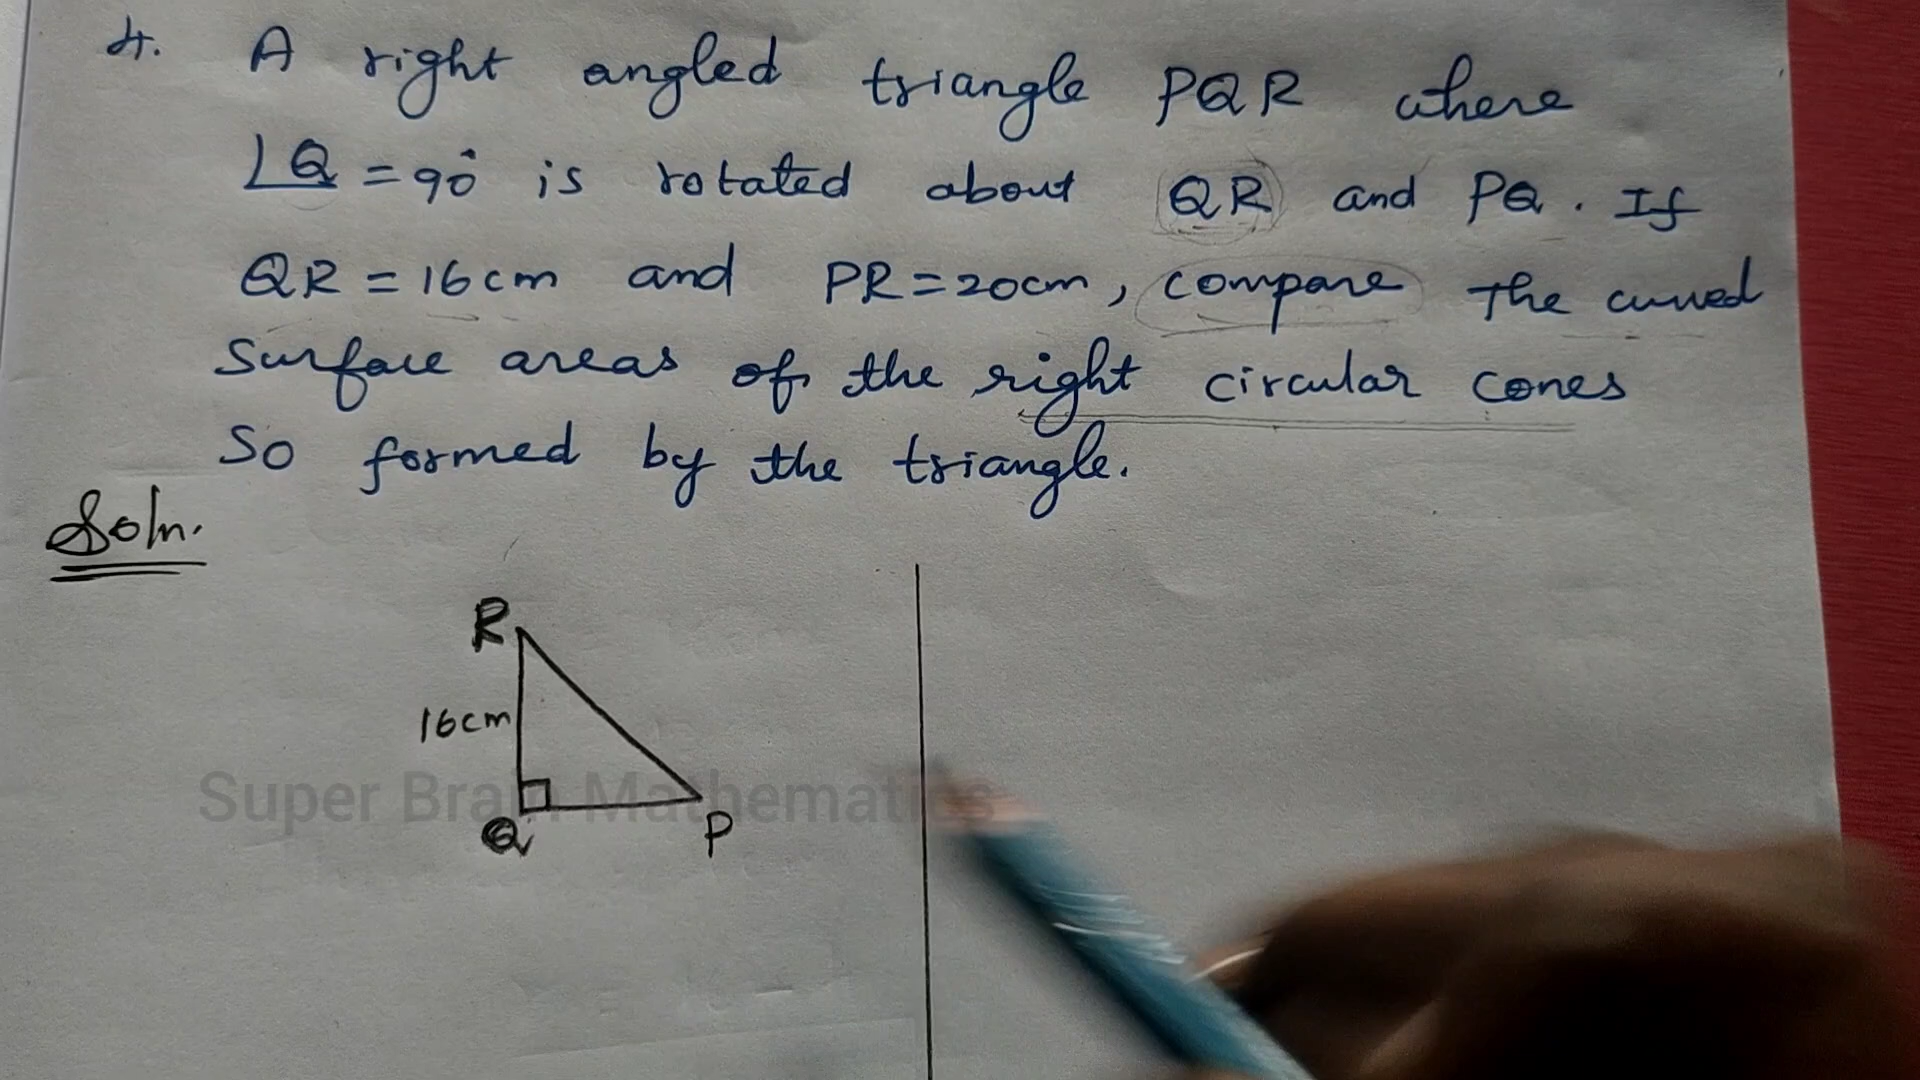 4. A right angled triangle PQR where
∠Q = 90° is rotated about QR and PQ. If
QR = 16cm and PR = 20cm, compare the curved
surface areas of the right circular cones
so formed by the triangle.
Soln.
R
16cm
Super Brain Mathematics
Q P